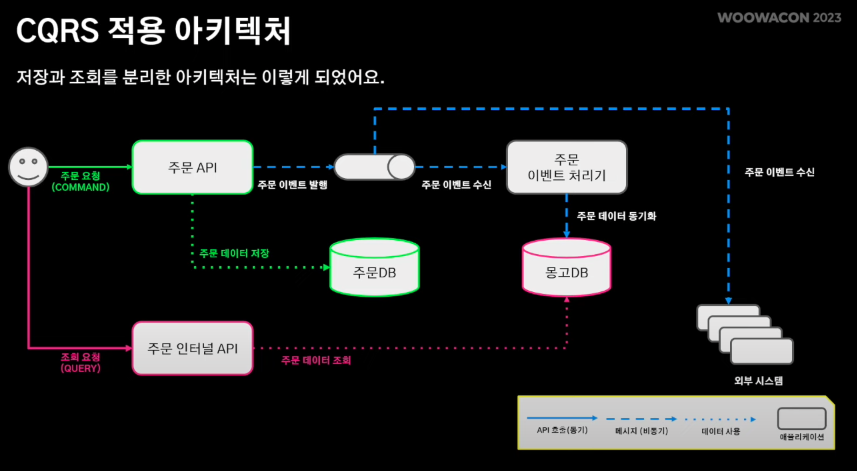 CQRS 적용 아키텍처
WOOWACON 2023
저장과 조회를 분리한 아키텍처는 이렇게 되었어요.
주문 요청
(COMMAND)
주문 API
주문 이벤트 발행
주문 이벤트 수신
주문
이벤트 처리기
주문 이벤트 수신
주문 데이터 동기화
주문 데이터 저장
주문DB
몽고DB
조회 요청
(QUERY)
주문 인터널 API
주문 데이터 조회
외부 시스템
API 호출(동기)
메시지 (비동기)
데이터 사용
애플리케이션